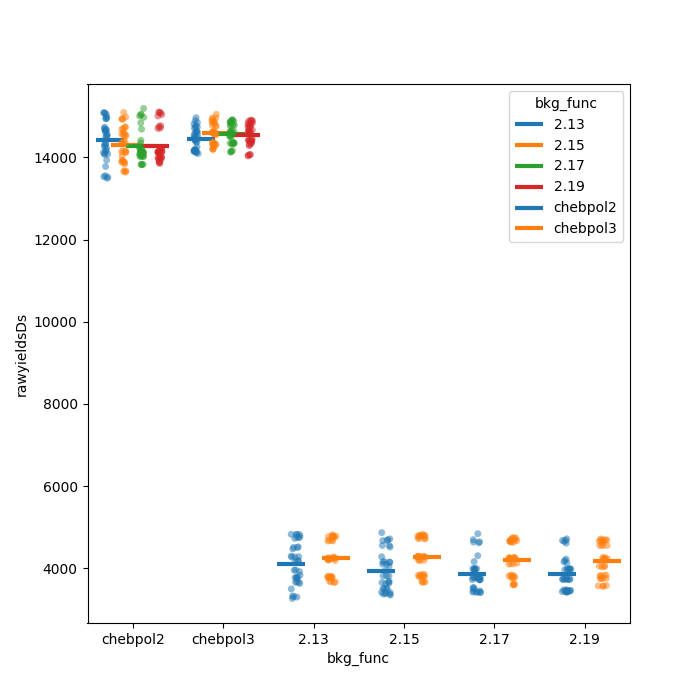 bkg_func
2.13
2.15
2.17
2.19
chebpol2
chebpol3
14000
12000
10000
8000
6000
4000
rawyieldsDs
chebpol2 chebpol3 2.13 2.15 2.17 2.19
bkg_func